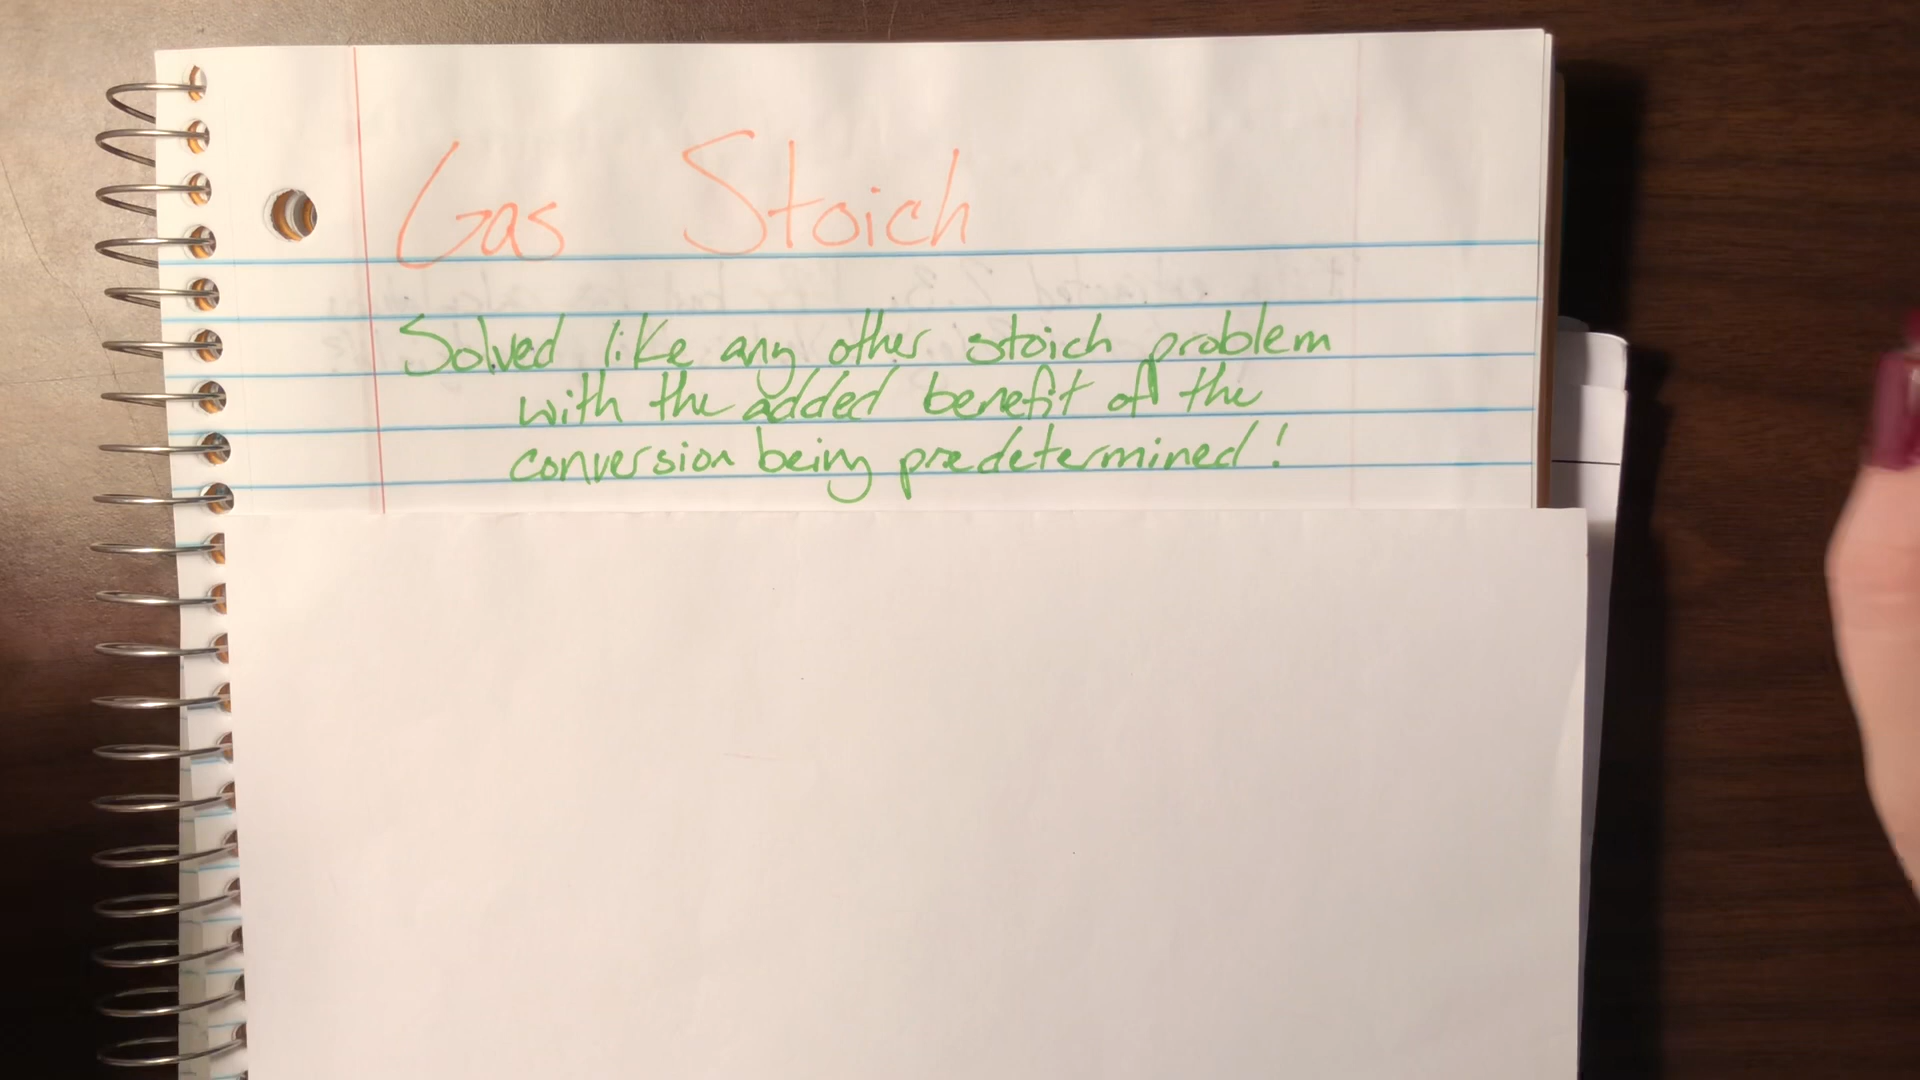 Gas Stoich
Solved like any other stoich problem
with the added benefit of the
conversion being predetermined!